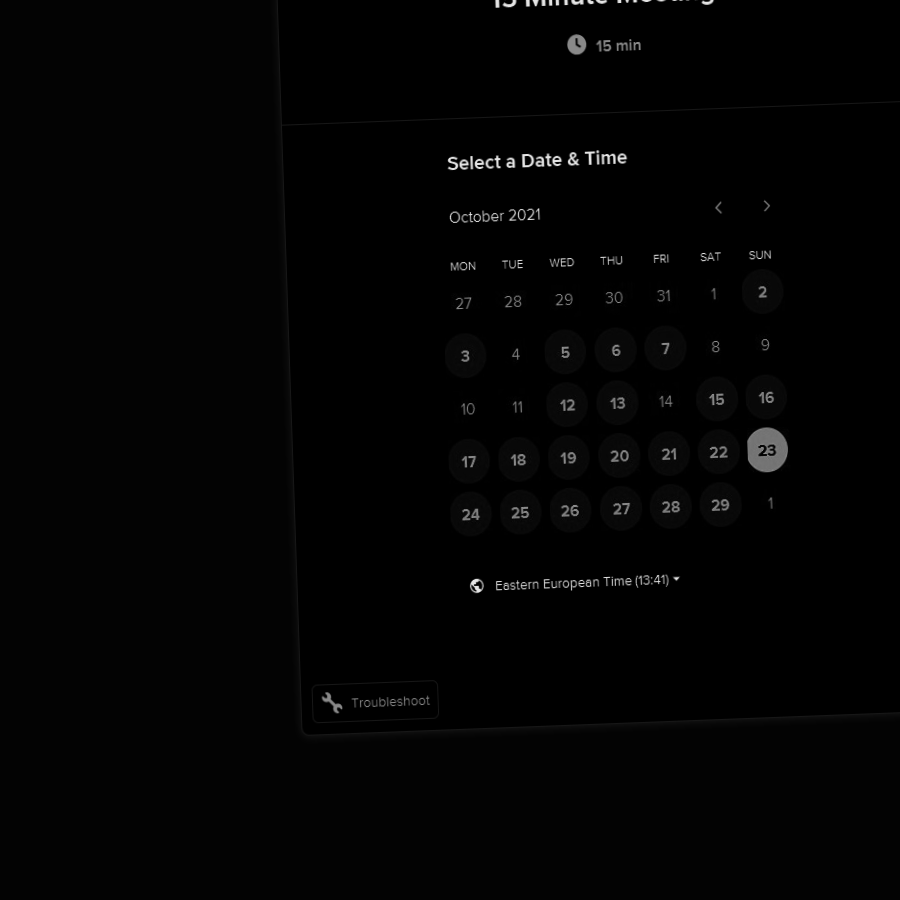 15 Minute Meeting
15 min
Select a Date & Time
October 2021
MON TUE WED THU FRI SAT SUN
27 28 29 30 31 1 2
3 4 5 6 7 8 9
10 11 12 13 14 15 16
17 18 19 20 21 22 23
24 25 26 27 28 29 1
Eastern European Time (13:41)
Troubleshoot